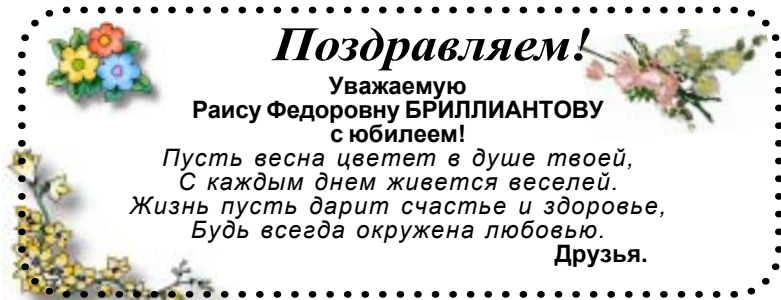 Поздравляем!
Уважаемую
Раису Федоровну БРИЛЛИАНТОВУ
с юбилеем!
Пусть весна цветет в душе твоей,
С каждым днем живется веселей.
Жизнь пусть дарит счастье и здоровье,
Будь всегда окружена любовью.
Друзья.